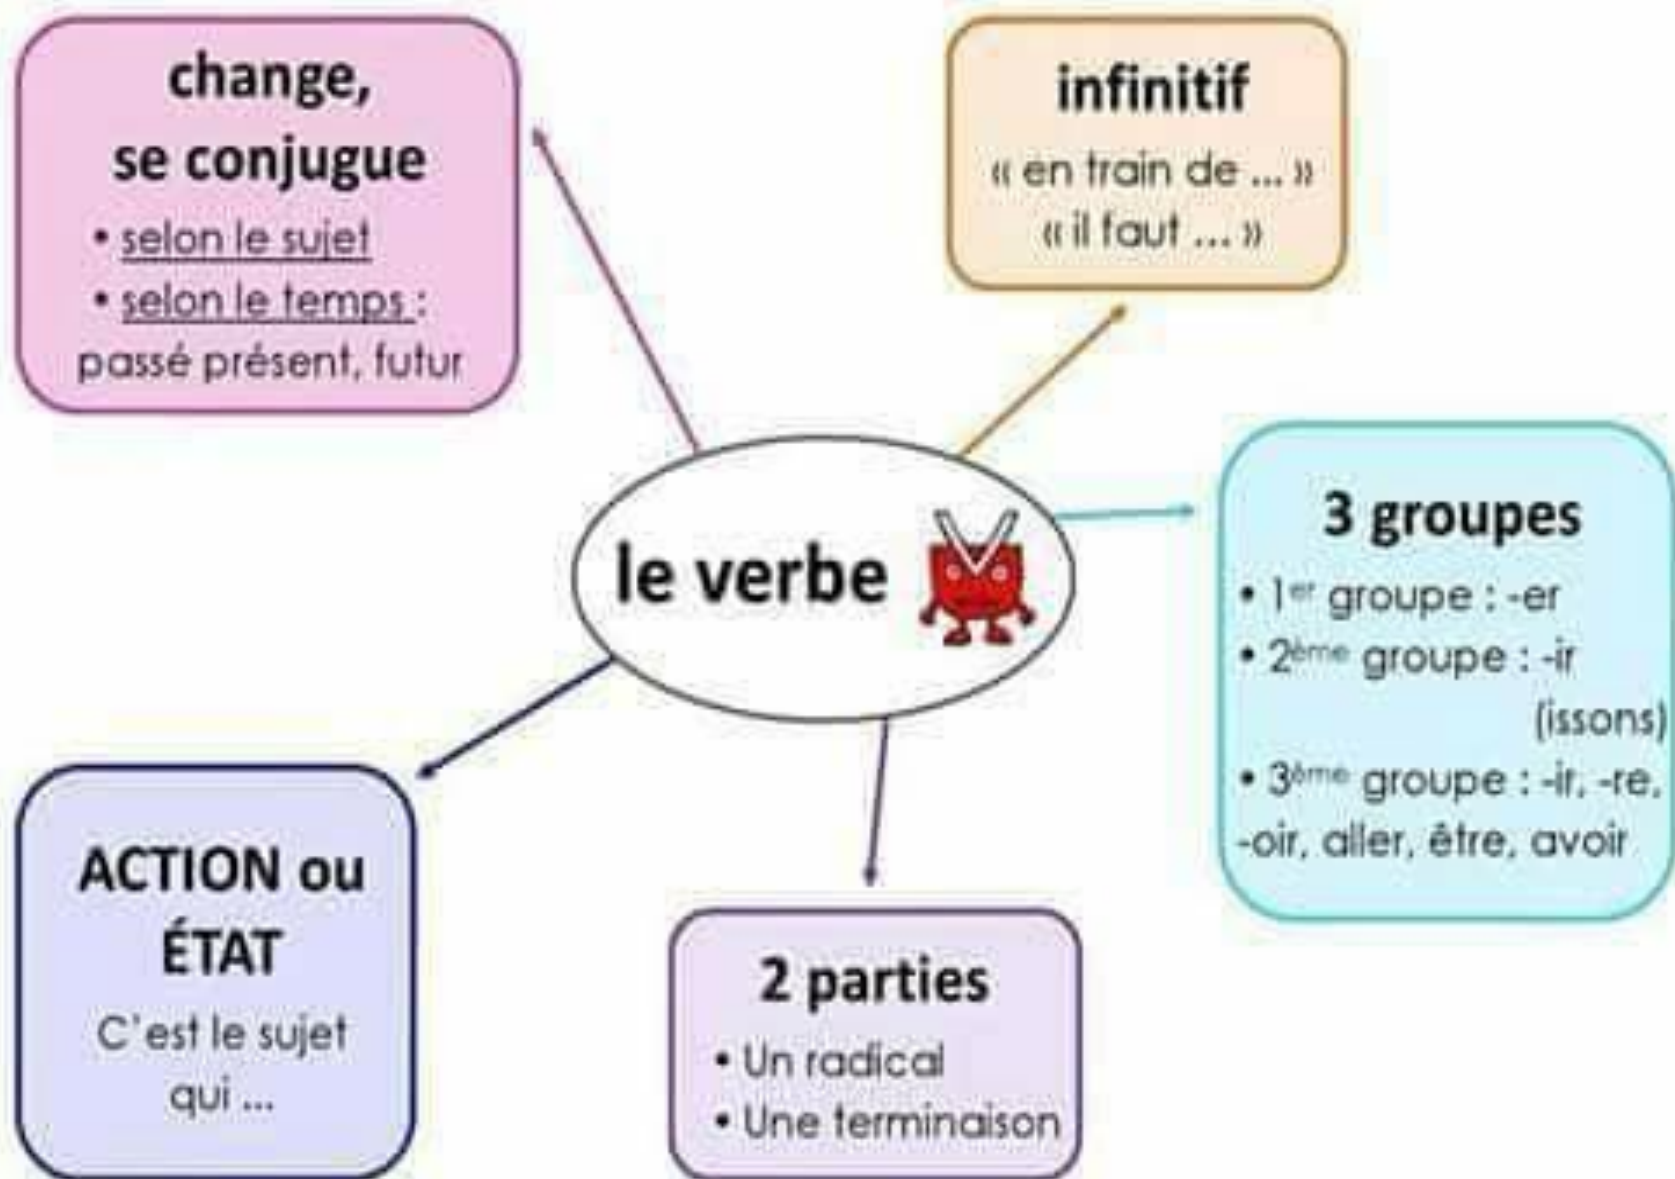 change,
se conjugue
• selon le sujet
• selon le temps :
passé présent, futur
infinitif
« en train de ... »
« il faut ... »
le verbe
3 groupes
• 1er groupe : -er
• 2ème groupe : -ir
(issons)
• 3ème groupe : -ir, -re,
-oir, aller, être, avoir
ACTION ou
ÉTAT
C'est le sujet
qui ...
2 parties
• Un radical
• Une terminaison